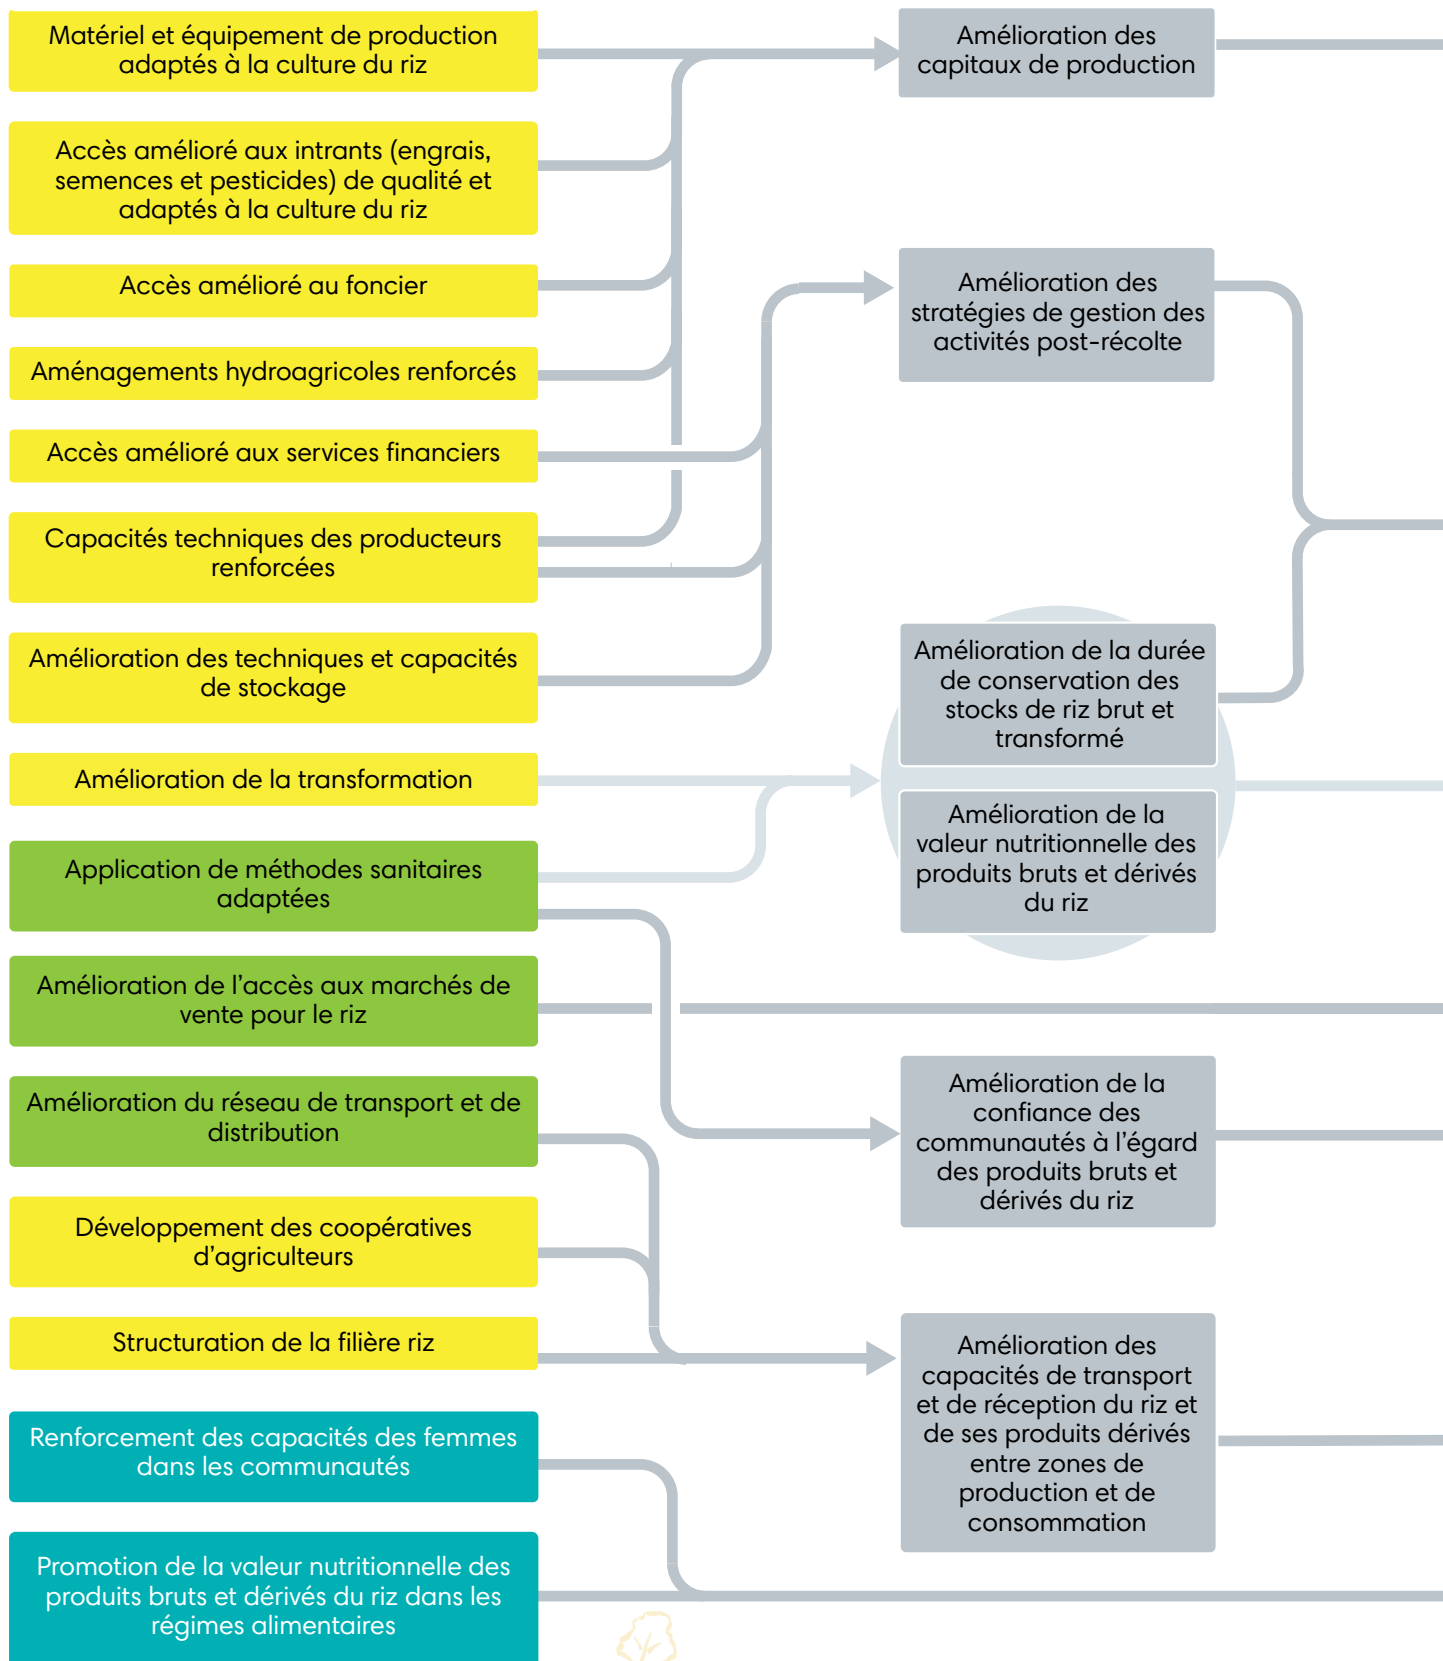 Matériel et équipement de production
adaptés à la culture du riz
Accès amélioré aux intrants (engrais,
semences et pesticides) de qualité et
adaptés à la culture du riz
Accès amélioré au foncier
Aménagements hydroagricoles renforcés
Accès amélioré aux services financiers
Capacités techniques des producteurs
renforcées
Amélioration des techniques et capacités
de stockage
Amélioration de la transformation
Application de méthodes sanitaires
adaptées
Amélioration de l'accès aux marchés de
vente pour le riz
Amélioration du réseau de transport et de
distribution
Développement des coopératives
d'agriculteurs
Structuration de la filière riz
Renforcement des capacités des femmes
dans les communautés
Promotion de la valeur nutritionnelle des
produits bruts et dérivés du riz dans les
régimes alimentaires
Amélioration des
capitaux de production
Amélioration des
stratégies de gestion des
activités post-récolte
Amélioration de la durée
de conservation des
stocks de riz brut et
transformé
Amélioration de la
valeur nutritionnelle des
produits bruts et dérivés
du riz
Amélioration de la
confiance des
communautés à l'égard
des produits bruts et
dérivés du riz
Amélioration des
capacités de transport
et de réception du riz et
de ses produits dérivés
entre zones de
production et de
consommation